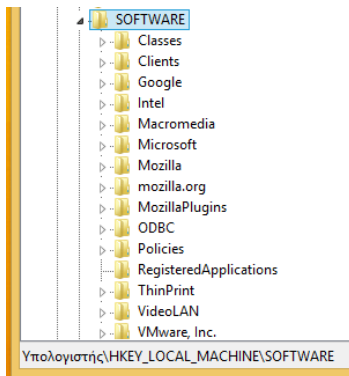 SOFTWARE
Classes
Clients
Google
Intel
Macromedia
Microsoft
Mozilla
mozilla.org
MozillaPlugins
ODBC
Policies
RegisteredApplications
ThinPrint
VideoLAN
VMware, Inc.
Υπολογιστής\HKEY_LOCAL_MACHINE\SOFTWARE